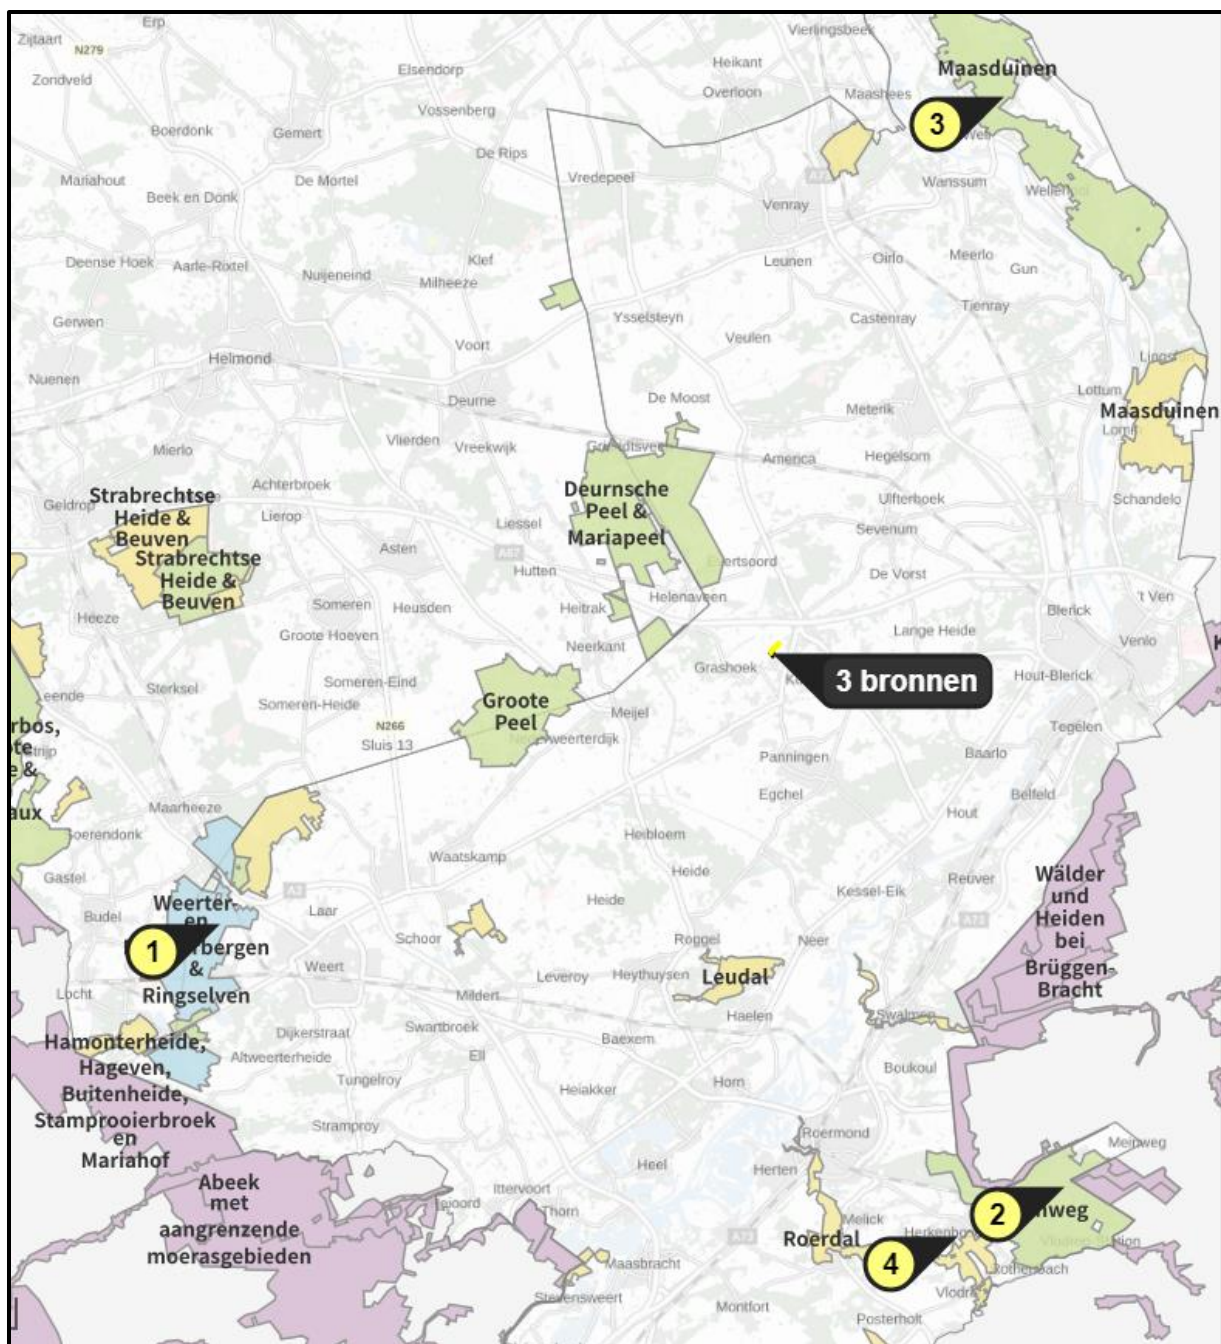 Erp
Vierlingsbeek
Zijtaart
N279
Zondveld
Elsendorp
Heikant
Maasduinen
Overloon
Maashees
Vossenberg
3
Boerdonk
Gemert
De Rips
Mariahout
De Mortel
Vredepeel
Wanssum
Beek en Donk
Venray
Deense Hoek
Aarle-Rixtel
Nuijeneind
Klef
Milheeze
Leunen
Oirlo
Meerlo
Gun
Gerwen
Ysselsteyn
Castenray
Tienray
Voort
Veulen
Helmond
Nuenen
Deurne
De Moost
Lottum
Meterik
Maasduinen
Mierlo
Vlierden
Vreekwijk
America
Hegelsom
Geldrop
Strabrechtse
Heide &
Beuven
Achterbroek
Lierop
Deurnsche
Peel &
Mariapeel
Ulfterhoek
Schandelo
Liessel
Sevenum
Asten
A67
Strabrechtse
Heide &
Beuven
Hutten
De Vorst
Helenaveen
't Ven
Heeze
Someren
Heusden
Heitrak
Blerick
Groote Hoeven
Neerkant
Lange Heide
Venlo
Grashoek
3 bronnen
Hout-Blerick
Sterksel
Someren-Eind
Someren-Heide
Groote
Peel
Meijel
N266
Sluis 13
Tegelen
Panningen
Baarlo
Egchel
Belfeld
Maarheeze
Hout
Heibloem
Waatskamp
Gastel
Heide
Reuver
Wälder
und
Heiden
bei
Brüggen-
Bracht
Kessel-Eik
Heide
Budel
Weerter-
en
1
&
Ringselven
Laar
A2
Schoor
Roggel
Neer
A73
Weert
Leveroy
Heythuysen
Leudal
Locht
Mildert
Haelen
Swalmen
Dijkerstraat
Swartbroek
Baexem
Hamonterheide,
Hageven,
Buitenheide,
Stamprooierbroek
en
Mariahof
Altweerterheide
Ell
Boukoul
Tungelroy
Heiakker
Horn
Stramproy
Roermond
Meinweg
Heel
Herten
Abeek
met
aangrenzende
moerasgebieden
Ittervoort
Thorn
2
Melick
Roerdal
4
Maasbracht
A73
Stevensweert
Montfort
Posterholt